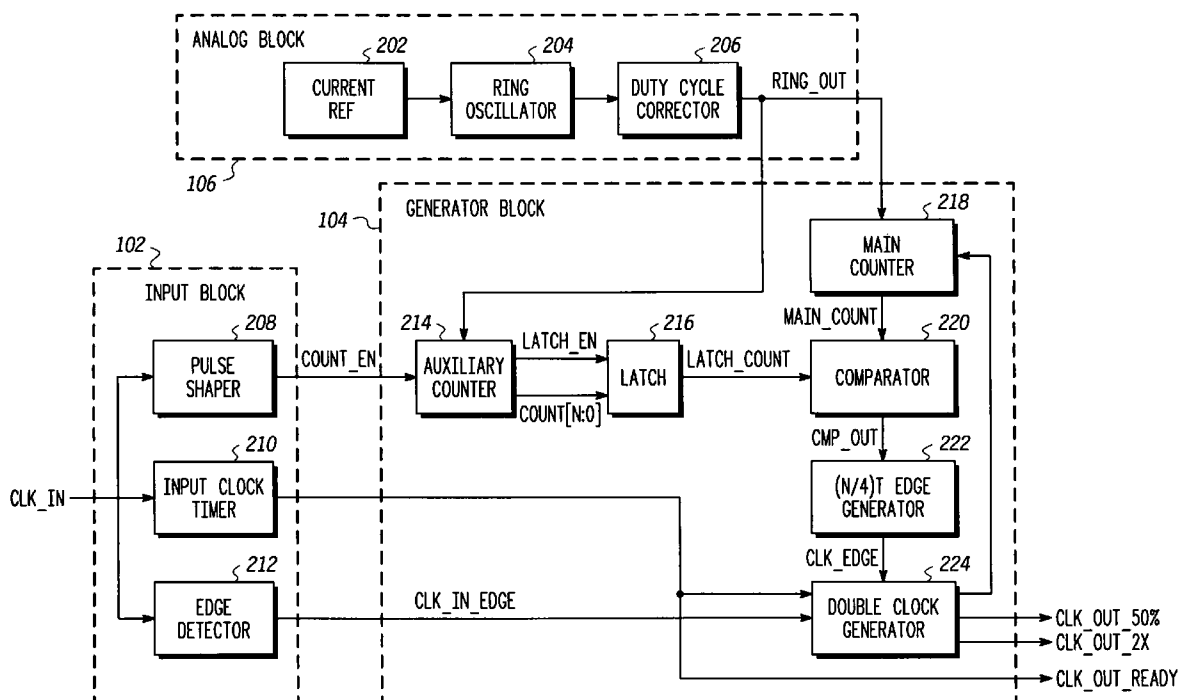 ANALOG BLOCK
202
204
206
CURRENT
REF
RING
OSCILLATOR
DUTY CYCLE
CORRECTOR
RING_OUT
106
104
GENERATOR BLOCK
218
MAIN
COUNTER
102
INPUT BLOCK
MAIN_COUNT
208
PULSE
SHAPER
COUNT_EN
214
AUXILIARY
COUNTER
LATCH_EN
COUNT[N:0]
216
LATCH
LATCH_COUNT
220
COMPARATOR
CMP_OUT
222
(N/4)T EDGE
GENERATOR
CLK_IN
210
INPUT CLOCK
TIMER
CLK_EDGE
212
EDGE
DETECTOR
CLK_IN_EDGE
224
DOUBLE CLOCK
GENERATOR
CLK_OUT_50%
CLK_OUT_2X
CLK_OUT_READY